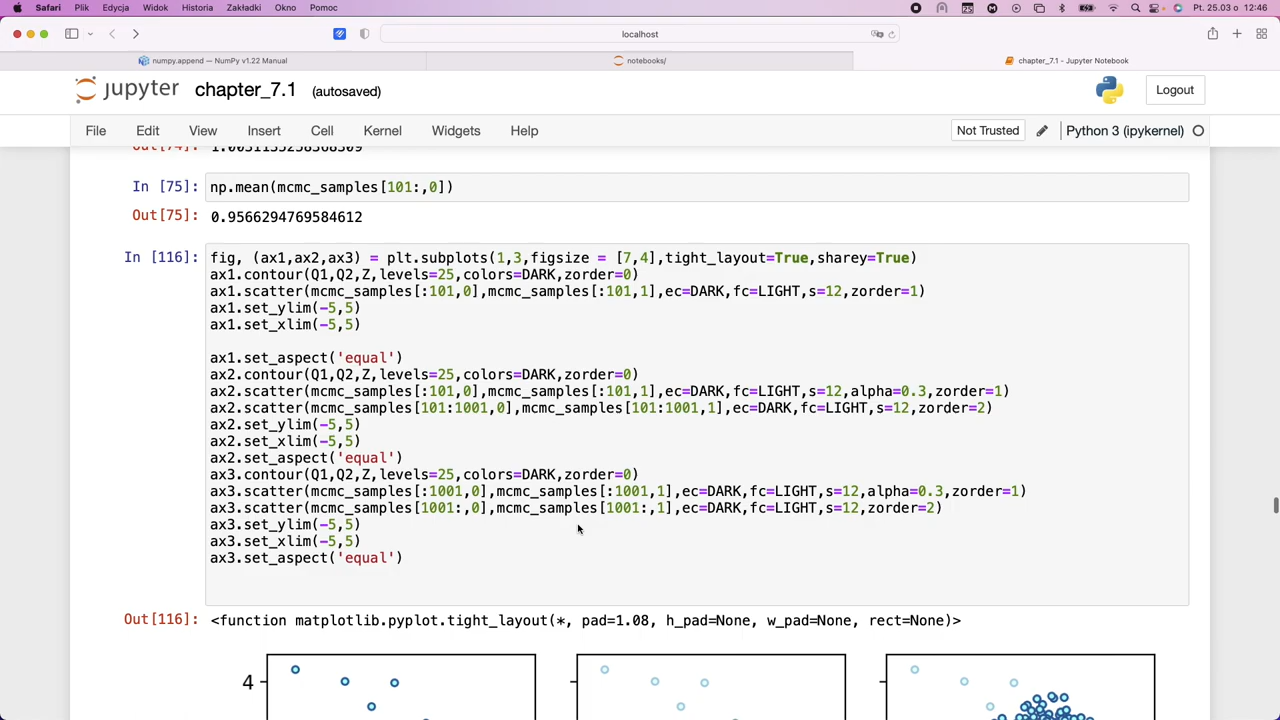 Safari Plik Edycja Widok Historia Zakładki Okno Pomoc Pt. 25.03 o 12:46
localhost
numpy.append — NumPy v1.22 Manual notebooks/ chapter_7.1 - Jupyter Notebook
jupyter chapter_7.1 (autosaved) Logout
File Edit View Insert Cell Kernel Widgets Help Not Trusted Python 3 (ipykernel)
In [75]: np.mean(mcmc_samples[101:,0])
Out[75]: 0.9566294769584612
In [116]: fig, (ax1,ax2,ax3) = plt.subplots(1,3,figsize = [7,4],tight_layout=True,sharey=True)
ax1.contour(Q1,Q2,Z,levels=25,colors=DARK,zorder=0)
ax1.scatter(mcmc_samples[:101,0],mcmc_samples[:101,1],ec=DARK,fc=LIGHT,s=12,zorder=1)
ax1.set_ylim(-5,5)
ax1.set_xlim(-5,5)
ax1.set_aspect('equal')
ax2.contour(Q1,Q2,Z,levels=25,colors=DARK,zorder=0)
ax2.scatter(mcmc_samples[:101,0],mcmc_samples[:101,1],ec=DARK,fc=LIGHT,s=12,alpha=0.3,zorder=1)
ax2.scatter(mcmc_samples[101:1001,0],mcmc_samples[101:1001,1],ec=DARK,fc=LIGHT,s=12,zorder=2)
ax2.set_ylim(-5,5)
ax2.set_xlim(-5,5)
ax2.set_aspect('equal')
ax3.contour(Q1,Q2,Z,levels=25,colors=DARK,zorder=0)
ax3.scatter(mcmc_samples[:1001,0],mcmc_samples[:1001,1],ec=DARK,fc=LIGHT,s=12,alpha=0.3,zorder=1)
ax3.scatter(mcmc_samples[1001:,0],mcmc_samples[1001:,1],ec=DARK,fc=LIGHT,s=12,zorder=2)
ax3.set_ylim(-5,5)
ax3.set_xlim(-5,5)
ax3.set_aspect('equal')
Out[116]: <function matplotlib.pyplot.tight_layout(*, pad=1.08, h_pad=None, w_pad=None, rect=None)>
4